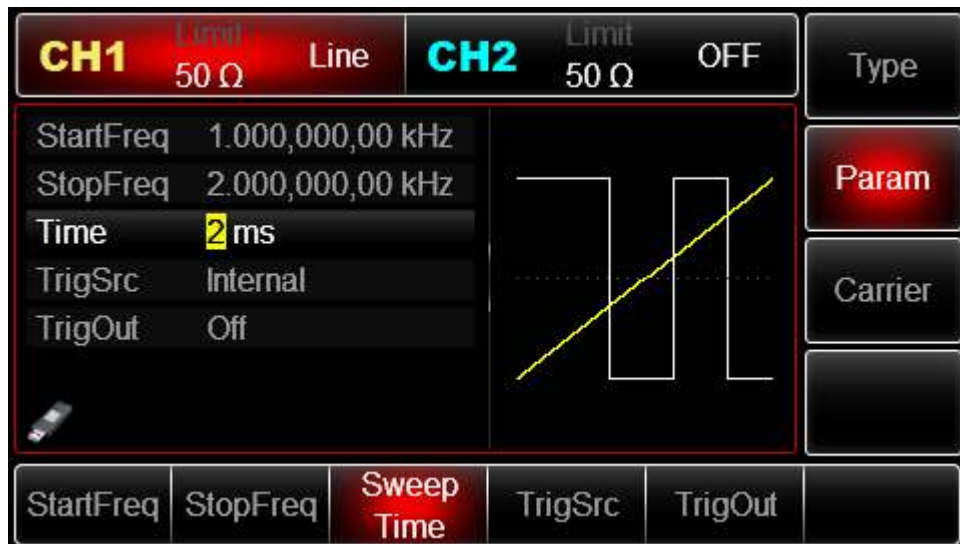 CH1 Limit 50 Ω Line CH2 Limit 50 Ω OFF
Type
StartFreq 1.000,000,00 kHz
StopFreq 2.000,000,00 kHz
Param
Time 2 ms
TrigSrc Internal
Carrier
TrigOut Off
StartFreq StopFreq Sweep Time TrigSrc TrigOut